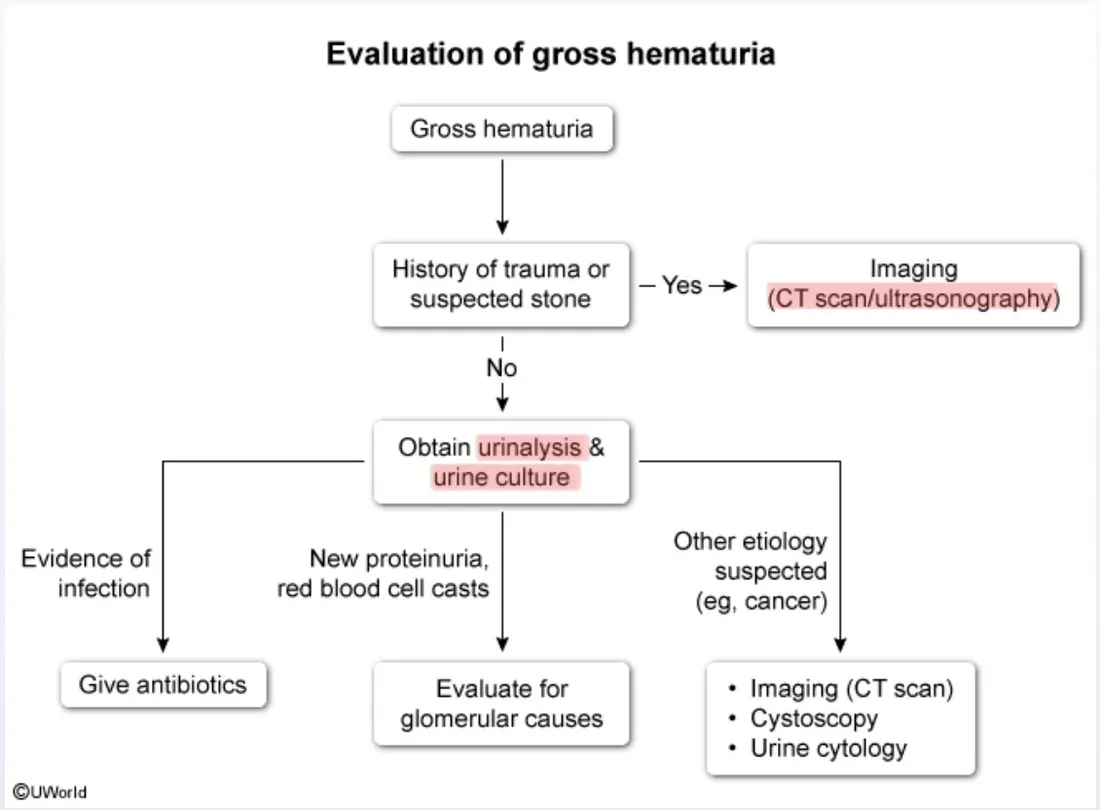 Evaluation of gross hematuria
Gross hematuria
History of trauma or
suspected stone
Yes
Imaging
(CT scan/ultrasonography)
No
Obtain urinalysis &
urine culture
Evidence of
infection
New proteinuria,
red blood cell casts
Other etiology
suspected
(eg, cancer)
Give antibiotics
Evaluate for
glomerular causes
• Imaging (CT scan)
• Cystoscopy
• Urine cytology
©UWorld